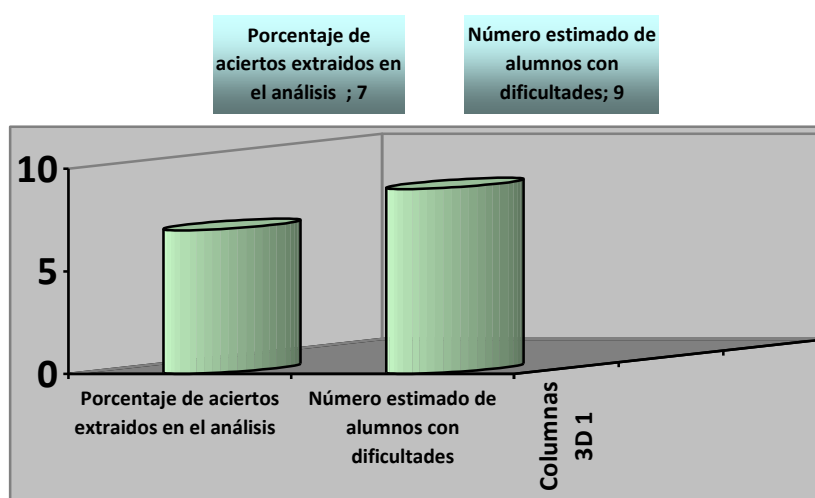 Porcentaje de
aciertos extraidos en
el análisis ; 7
Número estimado de
alumnos con
dificultades; 9
10
5
0
Porcentaje de aciertos
extraidos en el análisis
Número estimado de
alumnos con
dificultades
Columnas
3D 1